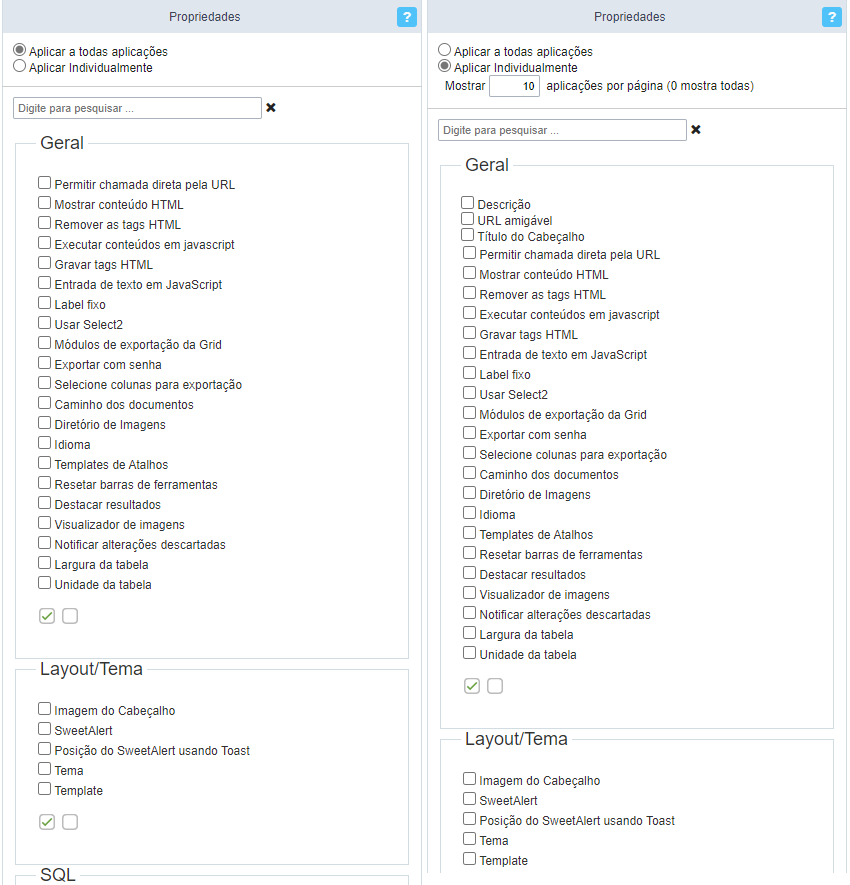 Propriedades
?
Aplicar a todas aplicações
Aplicar Individualmente
Digite para pesquisar ...
Geral
Permitir chamada direta pela URL
Mostrar conteúdo HTML
Remover as tags HTML
Executar conteúdos em javascript
Gravar tags HTML
Entrada de texto em JavaScript
Label fixo
Usar Select2
Módulos de exportação da Grid
Exportar com senha
Selecione colunas para exportação
Caminho dos documentos
Diretório de Imagens
Idioma
Templates de Atalhos
Resetar barras de ferramentas
Destacar resultados
Visualizador de imagens
Notificar alterações descartadas
Largura da tabela
Unidade da tabela
Layout/Tema
Imagem do Cabeçalho
SweetAlert
Posição do SweetAlert usando Toast
Tema
Template
SQL
Propriedades
?
Aplicar a todas aplicações
Aplicar Individualmente
Mostrar 10 aplicações por página (0 mostra todas)
Digite para pesquisar ...
Geral
Descrição
URL amigável
Título do Cabeçalho
Permitir chamada direta pela URL
Mostrar conteúdo HTML
Remover as tags HTML
Executar conteúdos em javascript
Gravar tags HTML
Entrada de texto em JavaScript
Label fixo
Usar Select2
Módulos de exportação da Grid
Exportar com senha
Selecione colunas para exportação
Caminho dos documentos
Diretório de Imagens
Idioma
Templates de Atalhos
Resetar barras de ferramentas
Destacar resultados
Visualizador de imagens
Notificar alterações descartadas
Largura da tabela
Unidade da tabela
Layout/Tema
Imagem do Cabeçalho
SweetAlert
Posição do SweetAlert usando Toast
Tema
Template